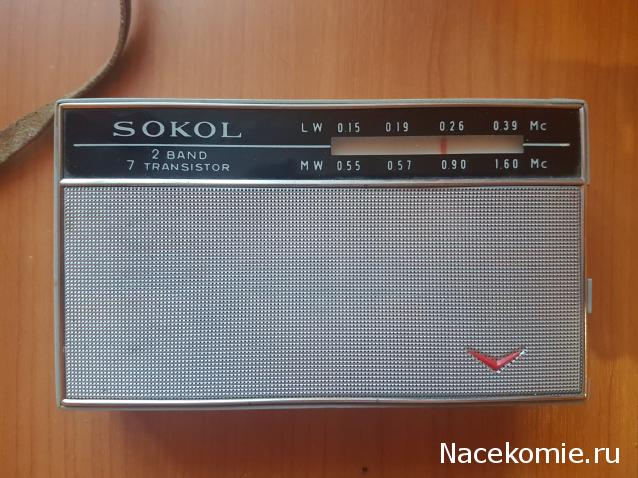 SOKOL
2 BAND
7 TRANSISTOR
LW 0.15 0.19 0.26 0.39 Mc
MW 0.55 0.57 0.90 1.60 Mc
Nacekomie.ru